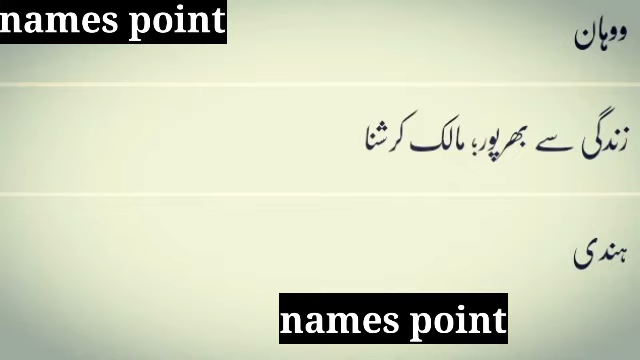 names point
ووہان
زندگی سے بھرپور؛ مالک کرشنا
ہندی
names point